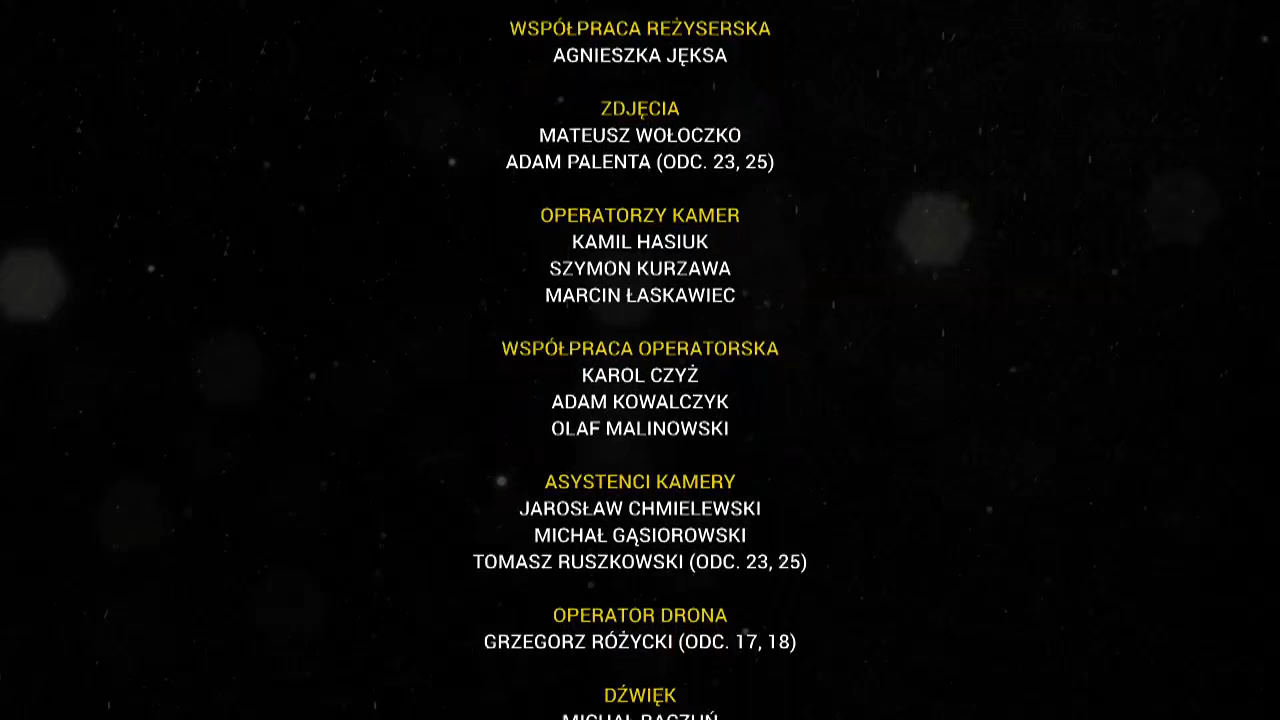 WSPÓŁPRACA REŻYSERSKA
AGNIESZKA JĘKSA
ZDJĘCIA
MATEUSZ WOŁOCZKO
ADAM PALENTA (ODC. 23, 25)
OPERATORZY KAMER
KAMIL HASIUK
SZYMON KURZAWA
MARCIN ŁASKAWIEC
WSPÓŁPRACA OPERATORSKA
KAROL CZYŻ
ADAM KOWALCZYK
OLAF MALINOWSKI
ASYSTENCI KAMERY
JAROSŁAW CHMIELEWSKI
MICHAŁ GĄSIOROWSKI
TOMASZ RUSZKOWSKI (ODC. 23, 25)
OPERATOR DRONA
GRZEGORZ RÓŻYCKI (ODC. 17, 18)
DŹWIĘK
MICHAŁ